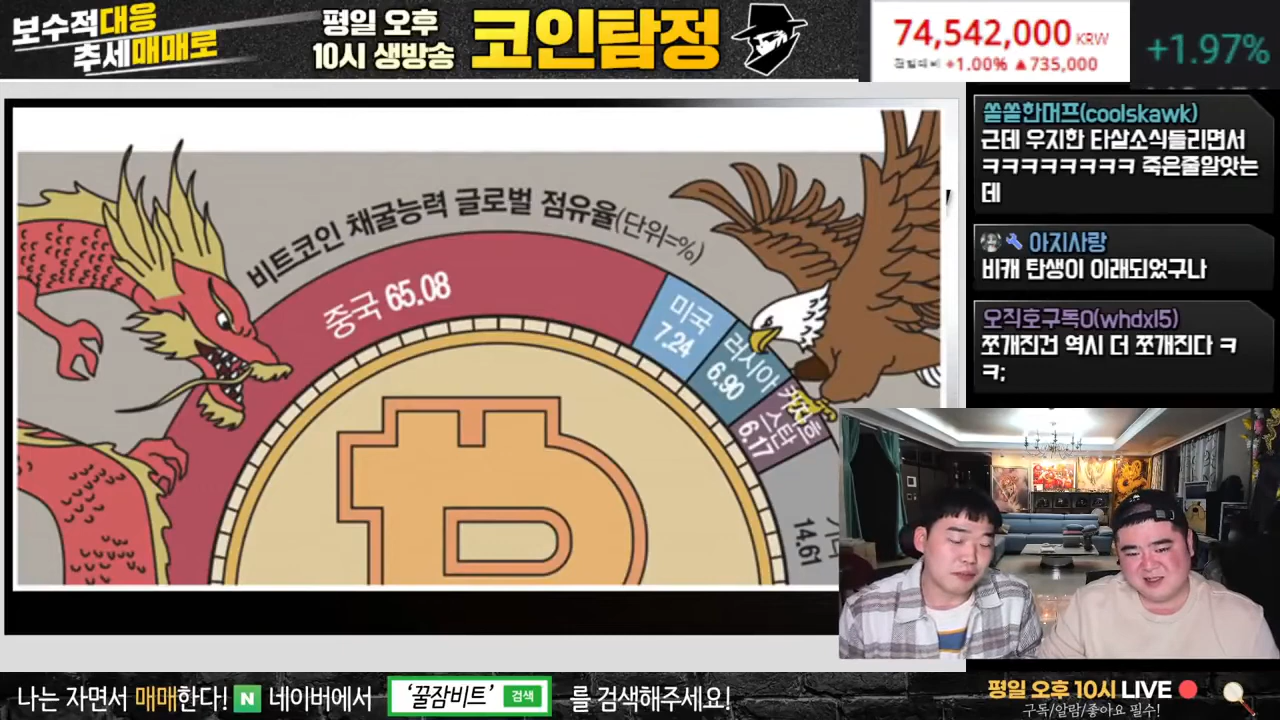 보수적대응
추세매매로
평일 오후
10시 생방송
코인탐정
74,542,000 KRW
전일대비 +1.00% ▲735,000
+1.97%
비트코인 채굴능력 글로벌 점유율(단위=%)
중국 65.08
미국
7.24
러시아
6.90
6.17
14.61
쏠쏠한머프(coolskawk)
근데 우지한 타살소식들리면서
ㅋㅋㅋㅋㅋㅋㅋㅋ 죽은줄알앗는
데
아지사랑
비캐 탄생이 이래되었구나
오직호구독0(whdxl5)
쪼개진건 역시 더 쪼개진다 ㅋ
ㅋ;
나는 자면서 매매한다! N 네이버에서 '꿀잠비트' 검색 를 검색해주세요!
평일 오후 10시 LIVE
구독/알람/좋아요 필수!